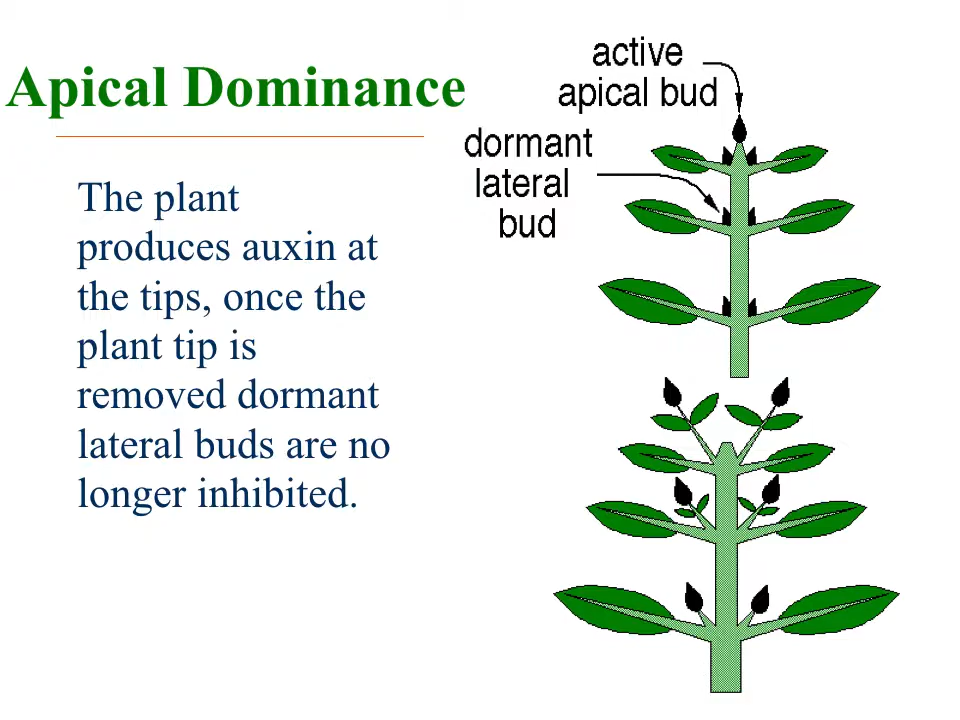 Apical Dominance
The plant
produces auxin at
the tips, once the
plant tip is
removed dormant
lateral buds are no
longer inhibited.
active
apical bud
dormant
lateral
bud